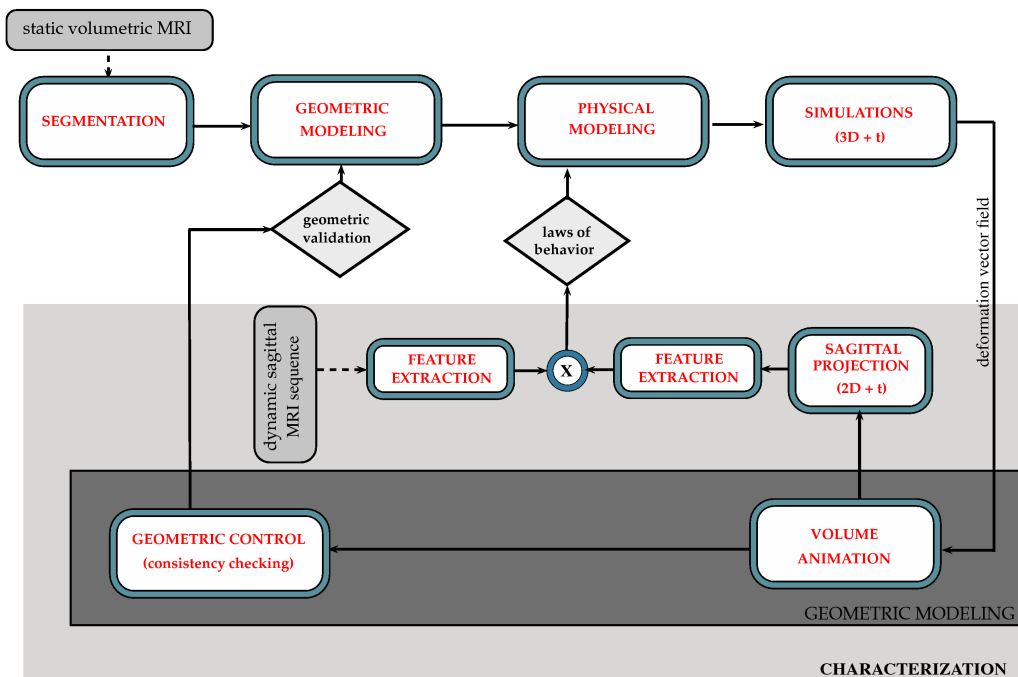 static volumetric MRI
SEGMENTATION
GEOMETRIC
MODELING
PHYSICAL
MODELING
SIMULATIONS
(3D + t)
geometric
validation
laws of
behavior
deformation vector field
dynamic sagittal
MRI sequence
FEATURE
EXTRACTION
X
FEATURE
EXTRACTION
SAGITTAL
PROJECTION
(2D + t)
GEOMETRIC CONTROL
(consistency checking)
VOLUME
ANIMATION
GEOMETRIC MODELING
CHARACTERIZATION